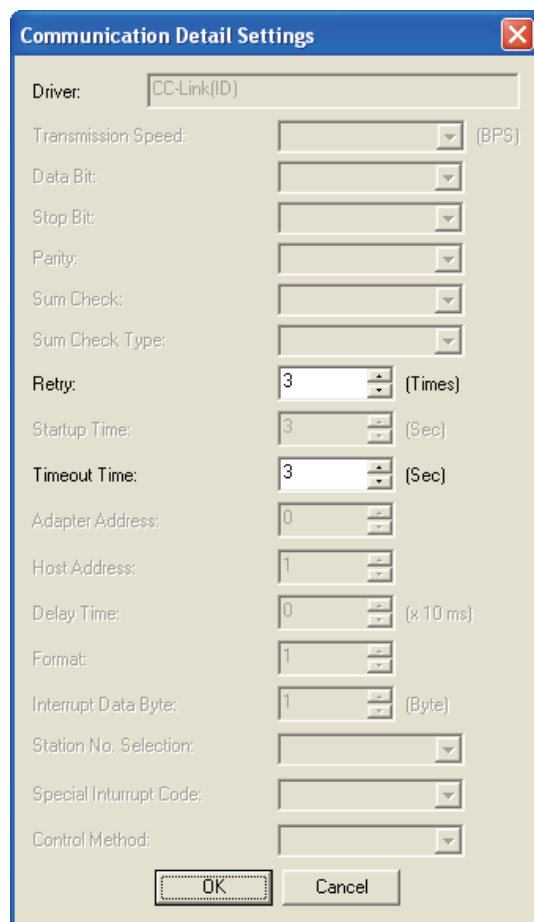 Communication Detail Settings
Driver: CC-Link(ID)
Transmission Speed: (BPS)
Data Bit:
Stop Bit:
Parity:
Sum Check:
Sum Check Type:
Retry: 3 (Times)
Startup Time: 3 (Sec)
Timeout Time: 3 (Sec)
Adapter Address: 0
Host Address: 1
Delay Time: 0 (x 10 ms)
Format: 1
Interrupt Data Byte: 1 (Byte)
Station No. Selection:
Special Inturrupt Code:
Control Method:
OK Cancel